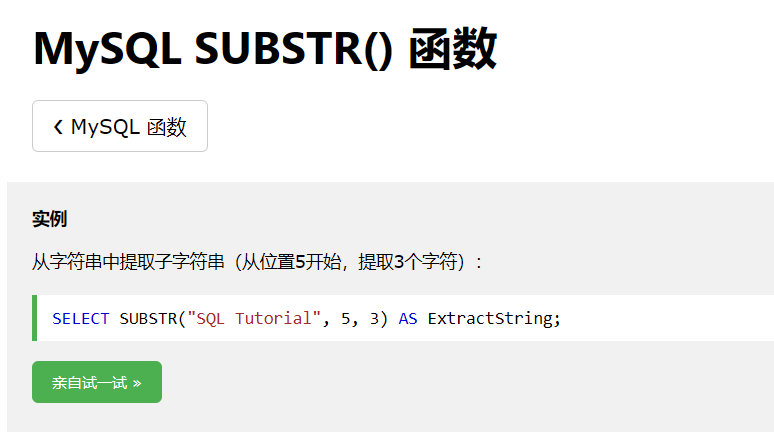 MySQL SUBSTR() 函数
❮ MySQL 函数
实例
从字符串中提取子字符串（从位置5开始，提取3个字符）：
SELECT SUBSTR("SQL Tutorial", 5, 3) AS ExtractString;
亲自试一试 »